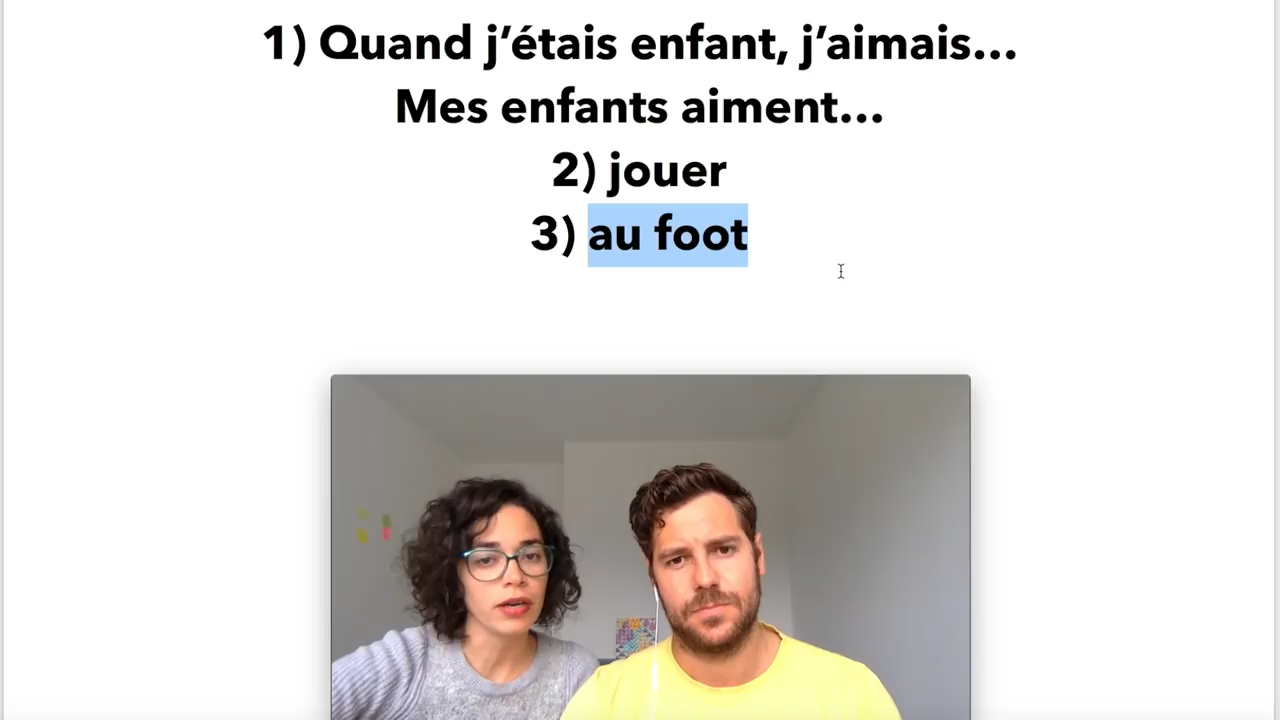 1) Quand j’étais enfant, j’aimais...
Mes enfants aiment...
2) jouer
3) au foot